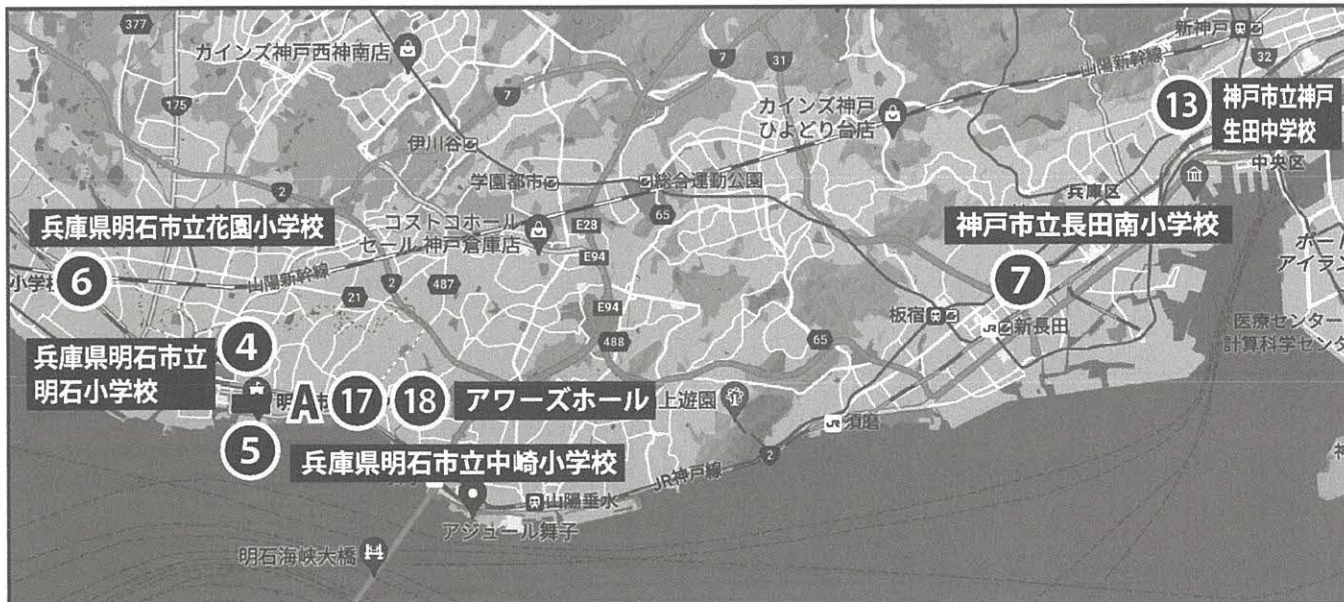 377
カインズ神戸西神南店
7
31
新神戸
32
山陽新幹線
175
7
カインズ神戸
ひよどり台店
13
神戸市立神戸
生田中学校
伊川谷
中央区
学園都市
総合運動公園
兵庫区
2
65
兵庫県明石市立花園小学校
コストコホール
セール 神戸倉庫店
E28
神戸市立長田南小学校
E94
ポー
アイラン
小学校
6
山陽新幹線
2
487
7
21
E94
板宿
JR
新長田
医療センター
計算科学センタ
兵庫県明石市立
明石小学校
4
488
65
明
市
A
17
18
アワーズホール
上遊園
JR
須磨
5
兵庫県明石市立中崎小学校
2
JR神戸線
山陽垂水
アジュール舞子
明石海峡大橋